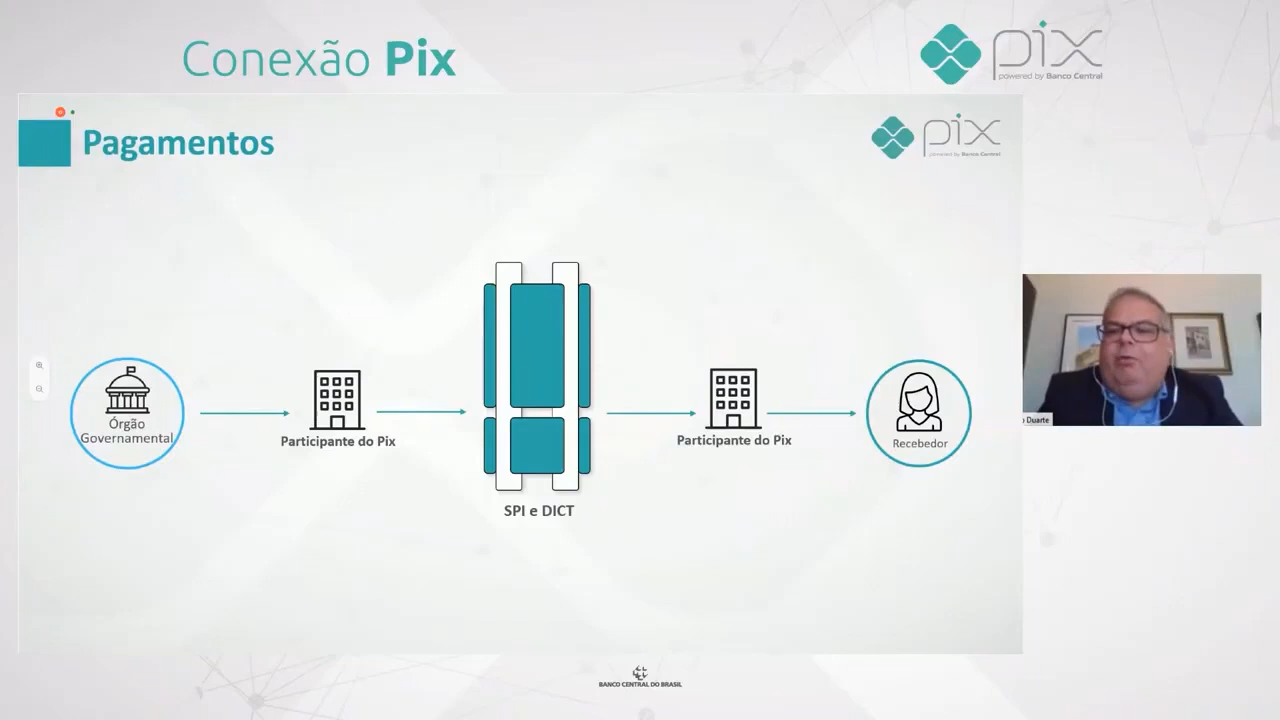 Conexão Pix
pix
powered by Banco Central
Pagamentos
pix
powered by Banco Central
Órgão
Governamental
Participante do Pix
SPI e DICT
Participante do Pix
Recebedor
Duarte
BANCO CENTRAL DO BRASIL